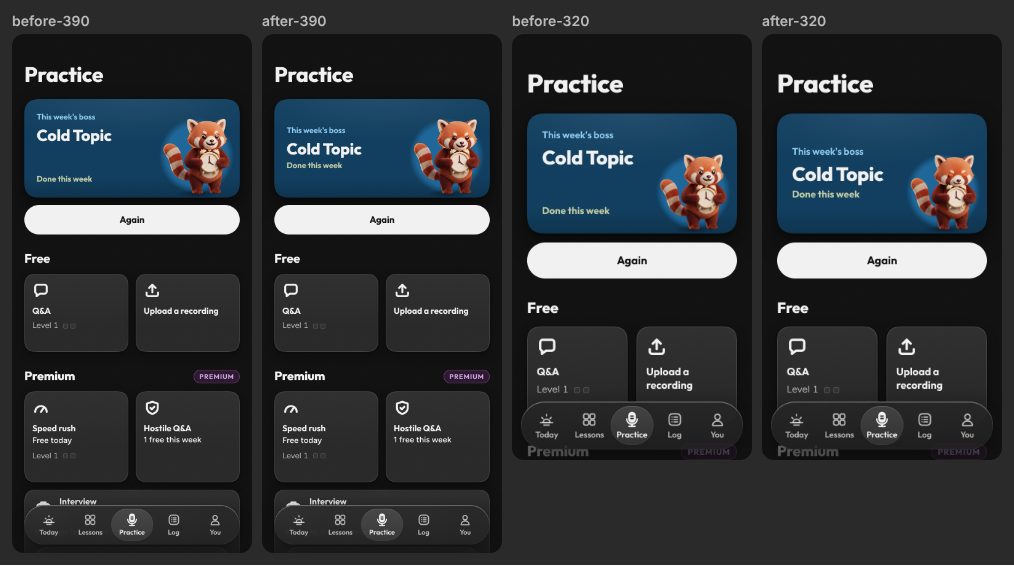 before-390
Practice
This week's boss
Cold Topic
Done this week
Again
Free
Q&A
Level 1
Upload a recording
Premium
PREMIUM
Speed rush
Free today
Level 1
Hostile Q&A
1 free this week
Interview
Today
Lessons
Practice
Log
You
after-390
Practice
This week's boss
Cold Topic
Done this week
Again
Free
Q&A
Level 1
Upload a recording
Premium
PREMIUM
Speed rush
Free today
Level 1
Hostile Q&A
1 free this week
Interview
Today
Lessons
Practice
Log
You
before-320
Practice
This week's boss
Cold Topic
Done this week
Again
Free
Q&A
Level 1
Upload a
recording
Today
Lessons
Practice
Log
You
Premium
PREMIUM
after-320
Practice
This week's boss
Cold Topic
Done this week
Again
Free
Q&A
Level 1
Upload a
recording
Today
Lessons
Practice
Log
You
Premium
PREMIUM